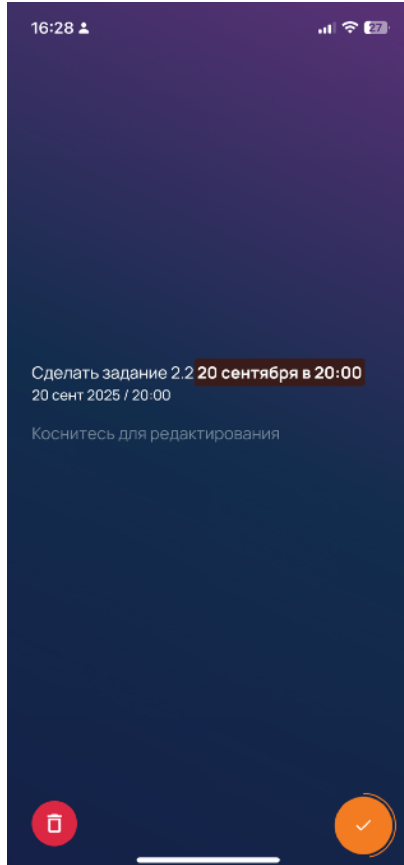 16:28
27
Сделать задание 2.2 20 сентября в 20:00
20 сент 2025 / 20:00
Коснитесь для редактирования